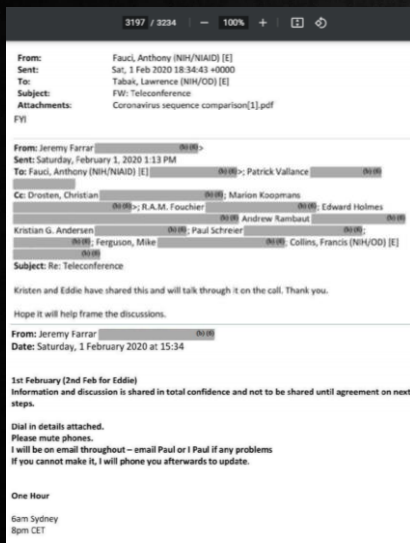 3197 / 3234 — 100% +
From: Fauci, Anthony (NIH/NIAID) [E]
Sent: Sat, 1 Feb 2020 18:34:43 +0000
To: Tabak, Lawrence (NIH/OD) [E]
Subject: FW: Teleconference
Attachments: Coronavirus sequence comparison[1].pdf
FYI
From: Jeremy Farrar (b) (6)>
Sent: Saturday, February 1, 2020 1:13 PM
To: Fauci, Anthony (NIH/NIAID) [E] (b) (6)>; Patrick Vallance
Cc: Drosten, Christian (b) (6); Marion Koopmans
(b) (6)>; R.A.M. Fouchier (b) (6); Edward Holmes
(b) (6) Andrew Rambaut (b) (6)
Kristian G. Andersen (b) (6); Paul Schreier (b) (6);
(b) (6); Ferguson, Mike (b) (6); Collins, Francis (NIH/OD) [E]
(b) (6)
Subject: Re: Teleconference
Kristen and Eddie have shared this and will talk through it on the call. Thank you.
Hope it will help frame the discussions.
From: Jeremy Farrar (b) (6)
Date: Saturday, 1 February 2020 at 15:34
1st February (2nd Feb for Eddie)
Information and discussion is shared in total confidence and not to be shared until agreement on next
steps.
Dial in details attached.
Please mute phones.
I will be on email throughout – email Paul or I Paul if any problems
If you cannot make it, I will phone you afterwards to update.
One Hour
6am Sydney
8pm CET